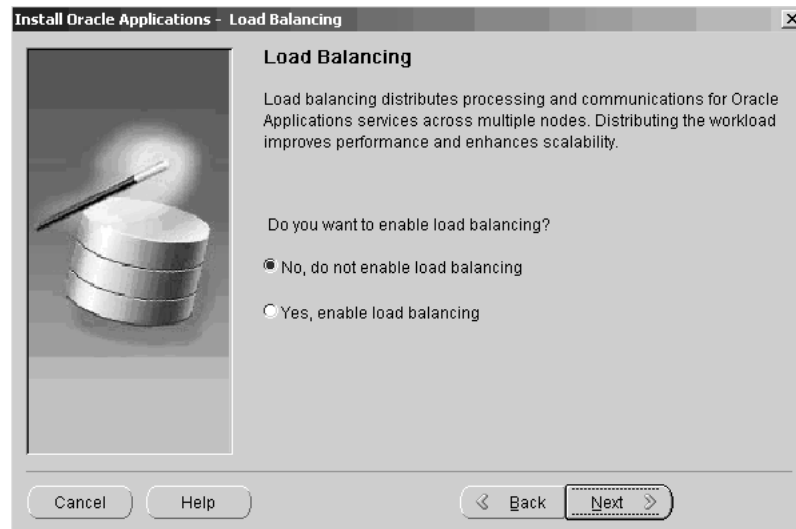 Install Oracle Applications - Load Balancing
Load Balancing
Load balancing distributes processing and communications for Oracle
Applications services across multiple nodes. Distributing the workload
improves performance and enhances scalability.
Do you want to enable load balancing?
No, do not enable load balancing
Yes, enable load balancing
Cancel Help Back Next